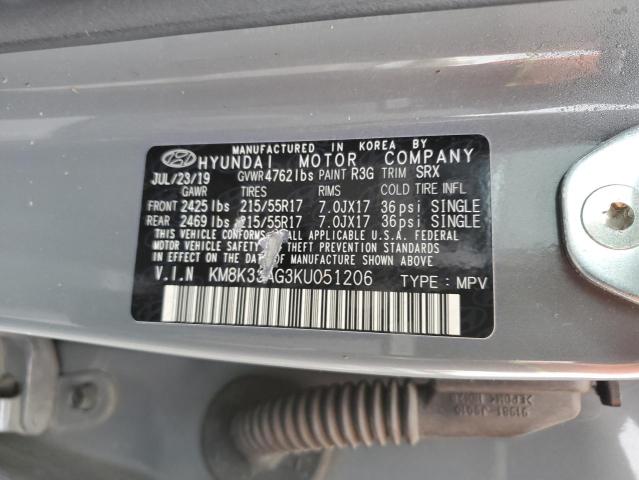 MANUFACTURED IN KOREA BY
HYUNDAI MOTOR COMPANY
JUL/23/19 GVWR4762lbs PAINT R3G TRIM SRX
GAWR TIRES RIMS COLD TIRE INFL
FRONT 2425 lbs 215/55R17 7.0JX17 36psi SINGLE
REAR 2469 lbs 215/55R17 7.0JX17 36psi SINGLE
THIS VEHICLE CONFORMS TO ALL APPLICABLE U.S.A. FEDERAL
MOTOR VEHICLE SAFETY AND THEFT PREVENTION STANDARDS
IN EFFECT ON THE DATE OF MANUFACTURE SHOWN ABOVE.
V.I.N KM8K33AG3KU051206 TYPE : MPV